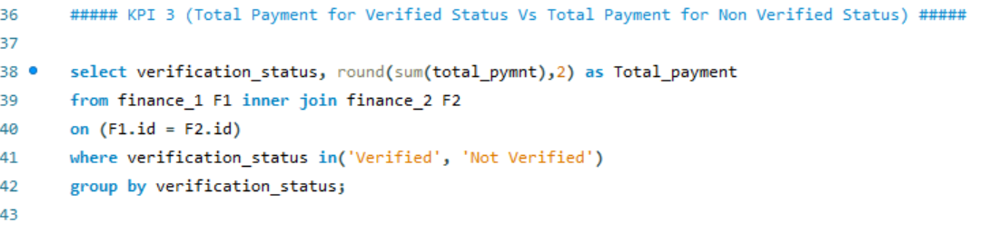 36 ##### KPI 3 (Total Payment for Verified Status Vs Total Payment for Non Verified Status) #####
37
38 select verification_status, round(sum(total_pymnt),2) as Total_payment
39 from finance_1 F1 inner join finance_2 F2
40 on (F1.id = F2.id)
41 where verification_status in('Verified', 'Not Verified')
42 group by verification_status;
43